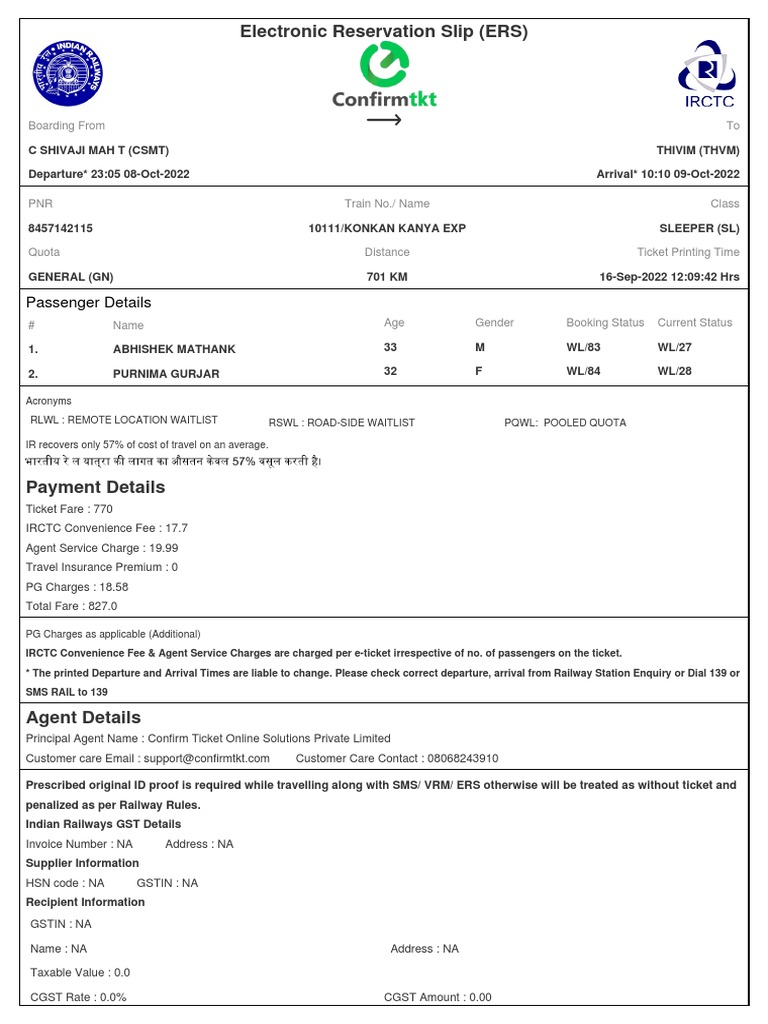 Electronic Reservation Slip (ERS)
INDIAN RAILWAYS
भारतीय रेल
Confirmtkt
IRCTC
Boarding From To
C SHIVAJI MAH T (CSMT) THIVIM (THVM)
Departure* 23:05 08-Oct-2022 Arrival* 10:10 09-Oct-2022
PNR Train No./ Name Class
8457142115 10111/KONKAN KANYA EXP SLEEPER (SL)
Quota Distance Ticket Printing Time
GENERAL (GN) 701 KM 16-Sep-2022 12:09:42 Hrs
Passenger Details
# Name Age Gender Booking Status Current Status
1. ABHISHEK MATHANK 33 M WL/83 WL/27
2. PURNIMA GURJAR 32 F WL/84 WL/28
Acronyms
RLWL : REMOTE LOCATION WAITLIST RSWL : ROAD-SIDE WAITLIST PQWL: POOLED QUOTA
IR recovers only 57% of cost of travel on an average.
भारतीय रे ल यात्रा की लागत का औसतन केवल 57% वसूल करती है।
Payment Details
Ticket Fare : 770
IRCTC Convenience Fee : 17.7
Agent Service Charge : 19.99
Travel Insurance Premium : 0
PG Charges : 18.58
Total Fare : 827.0
PG Charges as applicable (Additional)
IRCTC Convenience Fee & Agent Service Charges are charged per e-ticket irrespective of no. of passengers on the ticket.
* The printed Departure and Arrival Times are liable to change. Please check correct departure, arrival from Railway Station Enquiry or Dial 139 or
SMS RAIL to 139
Agent Details
Principal Agent Name : Confirm Ticket Online Solutions Private Limited
Customer care Email : support@confirmtkt.com Customer Care Contact : 08068243910
Prescribed original ID proof is required while travelling along with SMS/ VRM/ ERS otherwise will be treated as without ticket and
penalized as per Railway Rules.
Indian Railways GST Details
Invoice Number : NA Address : NA
Supplier Information
HSN code : NA GSTIN : NA
Recipient Information
GSTIN : NA
Name : NA Address : NA
Taxable Value : 0.0
CGST Rate : 0.0% CGST Amount : 0.00